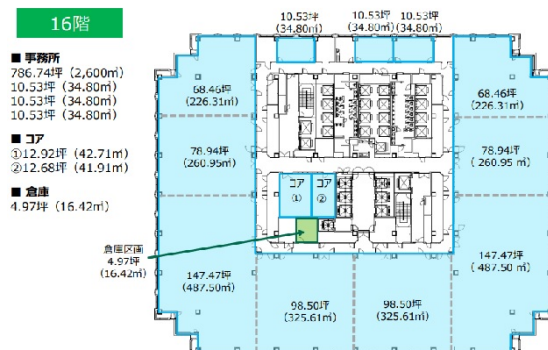 16階
■ 事務所
786.74坪（2,600㎡）
10.53坪（34.80㎡）
10.53坪（34.80㎡）
10.53坪（34.80㎡）
■ コア
①12.92坪（42.71㎡）
②12.68坪（41.91㎡）
■ 倉庫
4.97坪（16.42㎡）
10.53坪
(34.80㎡)
10.53坪
(34.80㎡)
10.53坪
(34.80㎡)
68.46坪
(226.31㎡)
68.46坪
(226.31㎡)
78.94坪
(260.95㎡)
78.94坪
(260.95 ㎡)
コア
①
コア
②
倉庫区画
4.97坪
(16.42㎡)
147.47坪
(487.50㎡)
147.47坪
(487.50 ㎡)
98.50坪
(325.61㎡)
98.50坪
(325.61㎡)